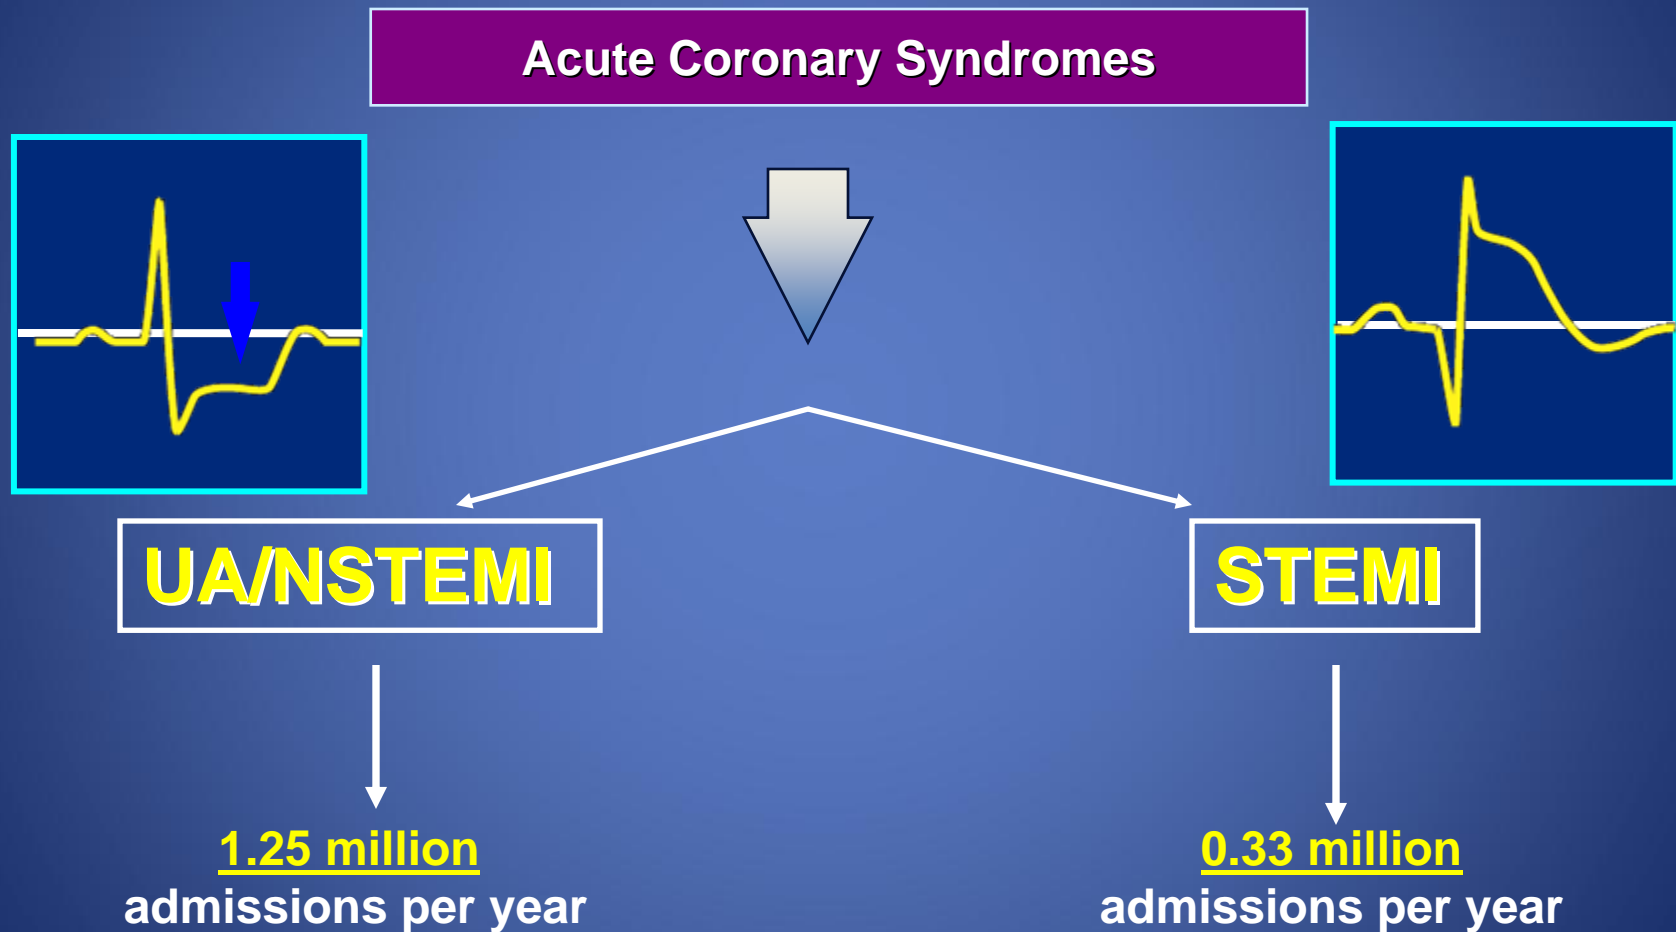 Acute Coronary Syndromes
UA/NSTEMI
STEMI
1.25 million
admissions per year
0.33 million
admissions per year